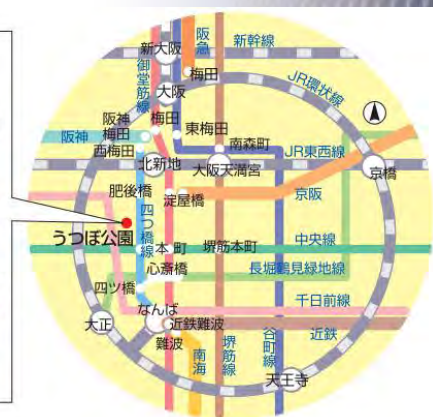 阪急
新幹線
新大阪
御堂筋線
梅田
大阪
JR環状線
阪神
梅田
梅田
東梅田
阪神
西梅田
南森町
JR東西線
北新地
大阪天満宮
京橋
肥後橋
淀屋橋
京阪
うつぼ公園
四つ橋線
本町
堺筋本町
中央線
心斎橋
長堀鶴見緑地線
四ツ橋
千日前線
なんば
大正
近鉄難波
近鉄
難波
南海
堺筋線
谷町線
天王寺